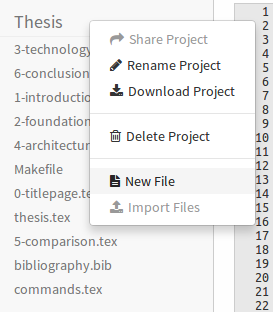 Thesis
3-technology
6-conclusion
1-introductio
2-foundation
4-architectur
Makefile
0-titlepage.te
thesis.tex
5-comparison.tex
bibliography.bib
commands.tex
Share Project
Rename Project
Download Project
Delete Project
New File
Import Files
1
2
3
4
5
6
7
8
9
10
11
12
13
14
15
16
17
18
19
20
21
22